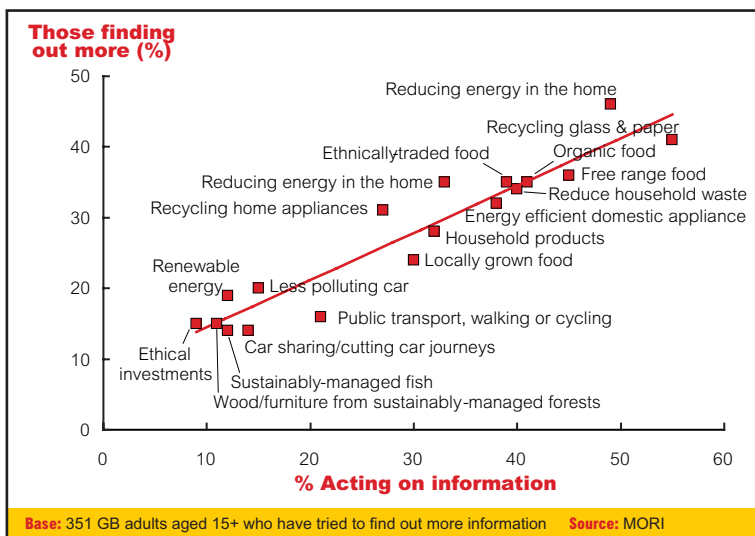 Those finding
out more (%)
50
40
30
20
10
0
Reducing energy in the home
Recycling glass & paper
Ethnically-traded food
Organic food
Reducing energy in the home
Free range food
Reduce household waste
Recycling home appliances
Energy efficient domestic appliance
Household products
Locally grown food
Renewable
energy
Less polluting car
Public transport, walking or cycling
Ethical
investments
Car sharing/cutting car journeys
Sustainably-managed fish
Wood/furniture from sustainably-managed forests
0 10 20 30 40 50 60
% Acting on information
Base: 351 GB adults aged 15+ who have tried to find out more information Source: MORI